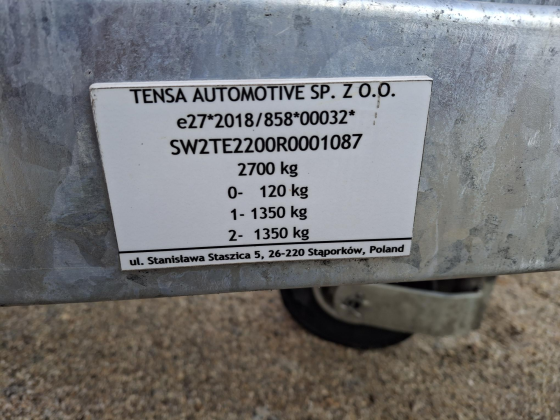 TENSA AUTOMOTIVE SP. Z O.O.
e27*2018/858*00032*
SW2TE2200R0001087
2700 kg
0- 120 kg
1- 1350 kg
2- 1350 kg
ul. Stanisława Staszica 5, 26-220 Stąporków, Poland